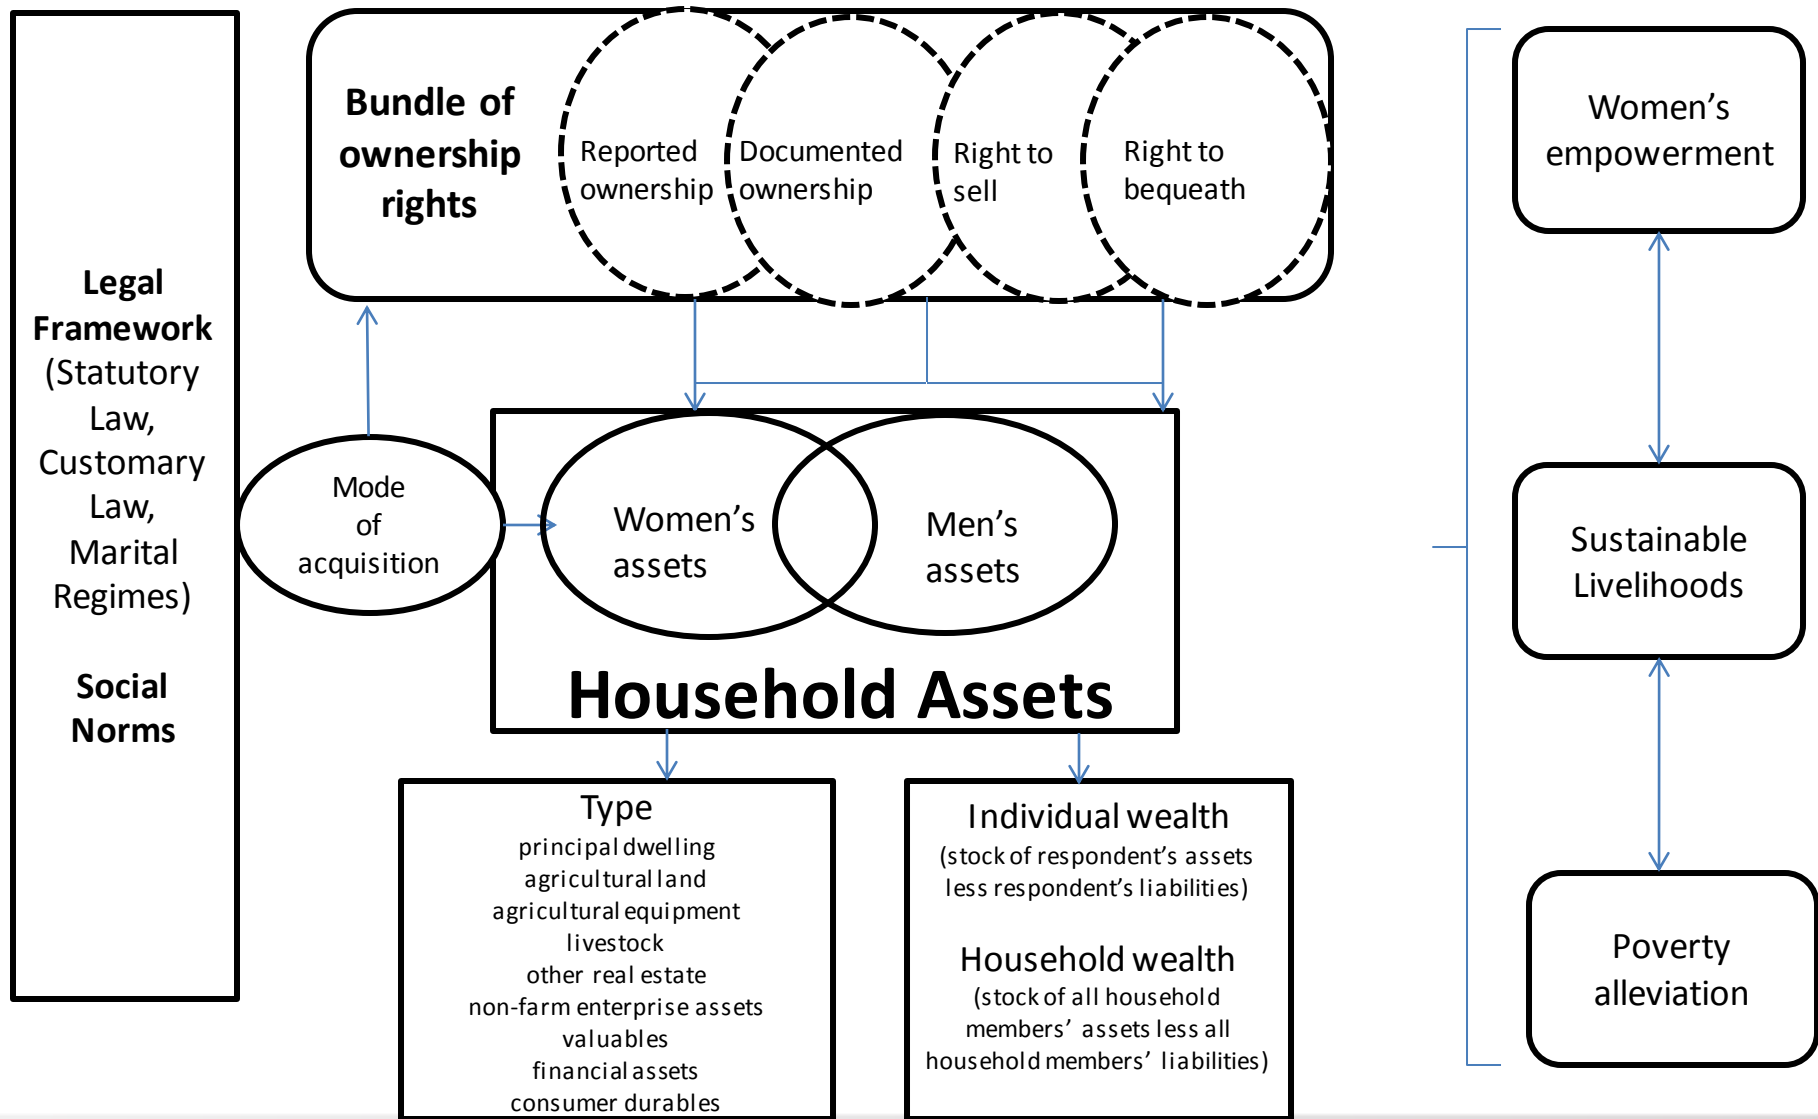 Legal
Framework
(Statutory
Law,
Customary
Law,
Marital
Regimes)
Social
Norms
Bundle of
ownership
rights
Reported
ownership
Documented
ownership
Right to
sell
Right to
bequeath
Mode
of
acquisition
Women's
assets
Men's
assets
Household Assets
Type
principal dwelling
agricultural land
agricultural equipment
livestock
other real estate
non-farm enterprise assets
valuables
financial assets
consumer durables
Individual wealth
(stock of respondent's assets
less respondent's liabilities)
Household wealth
(stock of all household
members' assets less all
household members' liabilities)
Women's
empowerment
Sustainable
Livelihoods
Poverty
alleviation